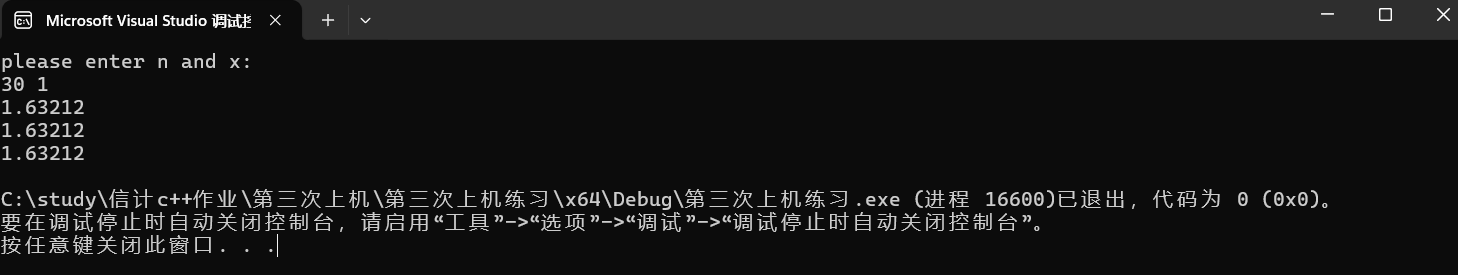 Microsoft Visual Studio 调试控
please enter n and x:
30 1
1.63212
1.63212
1.63212
C:\study\信计c++作业\第三次上机\第三次上机练习\x64\Debug\第三次上机练习.exe (进程 16600)已退出，代码为 0 (0x0)。
要在调试停止时自动关闭控制台，请启用“工具”->“选项”->“调试”->“调试停止时自动关闭控制台”。
按任意键关闭此窗口. . .